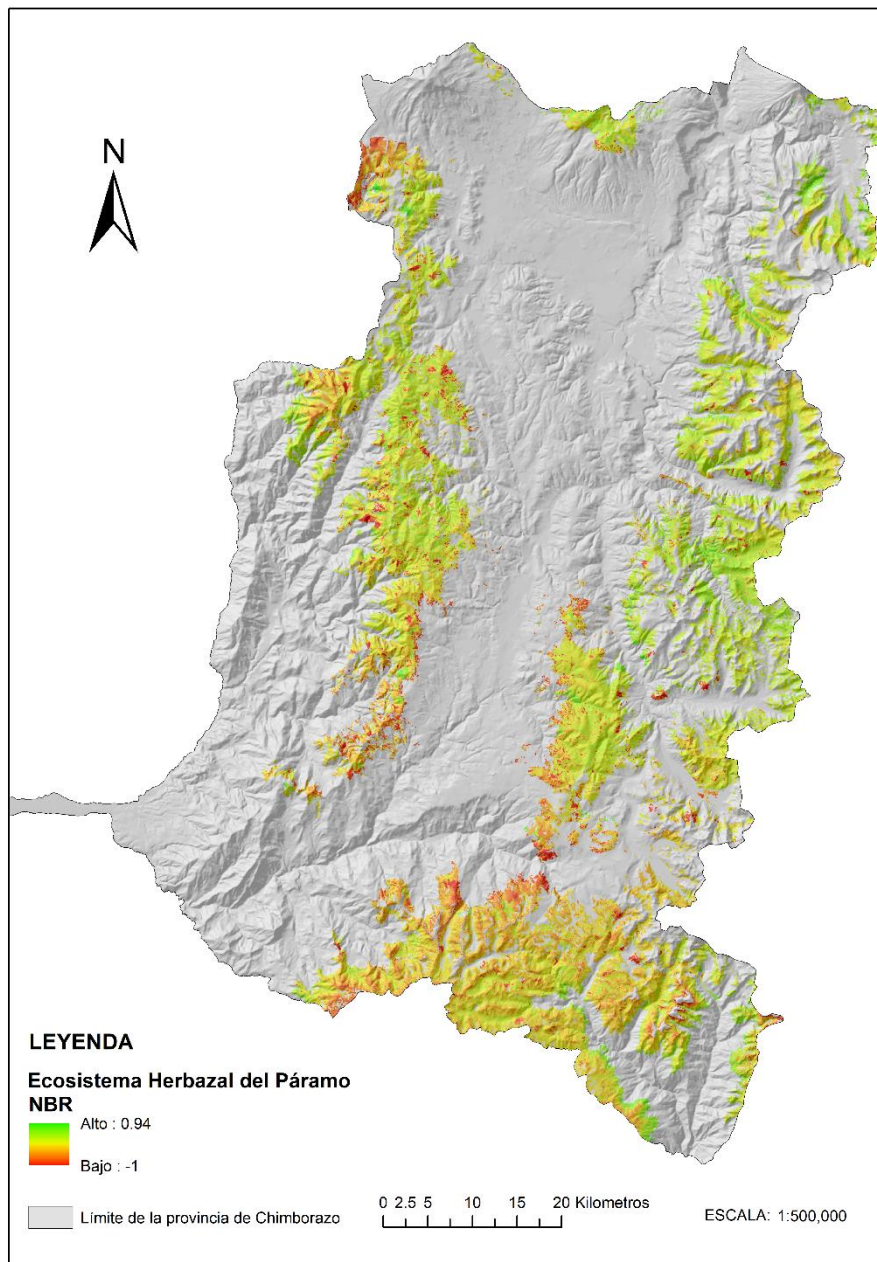 N
LEYENDA
Ecosistema Herbazal del Páramo
NBR
Alto : 0.94
Bajo : -1
Límite de la provincia de Chimborazo
0 2.5 5 10 15 20 Kilometros
ESCALA: 1:500,000